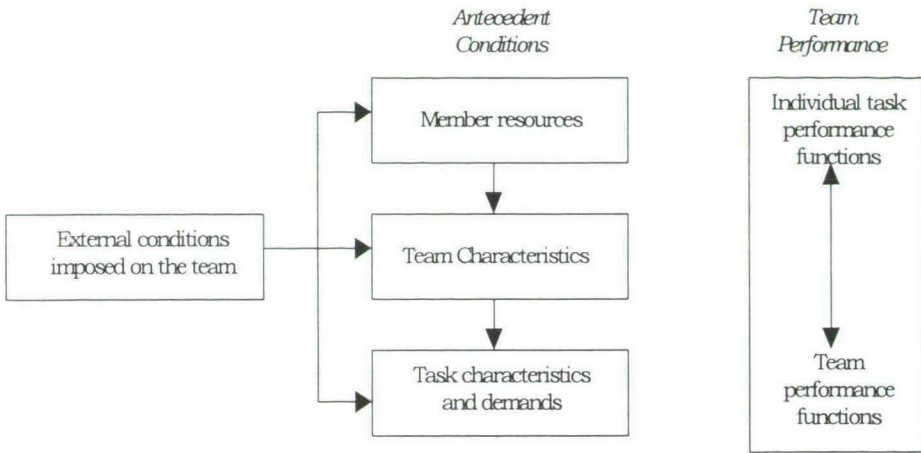 Antecedent
Conditions
Team
Performance
Member resources
Individual task
performance
functions
External conditions
imposed on the team
Team Characteristics
Task characteristics
and demands
Team
performance
functions